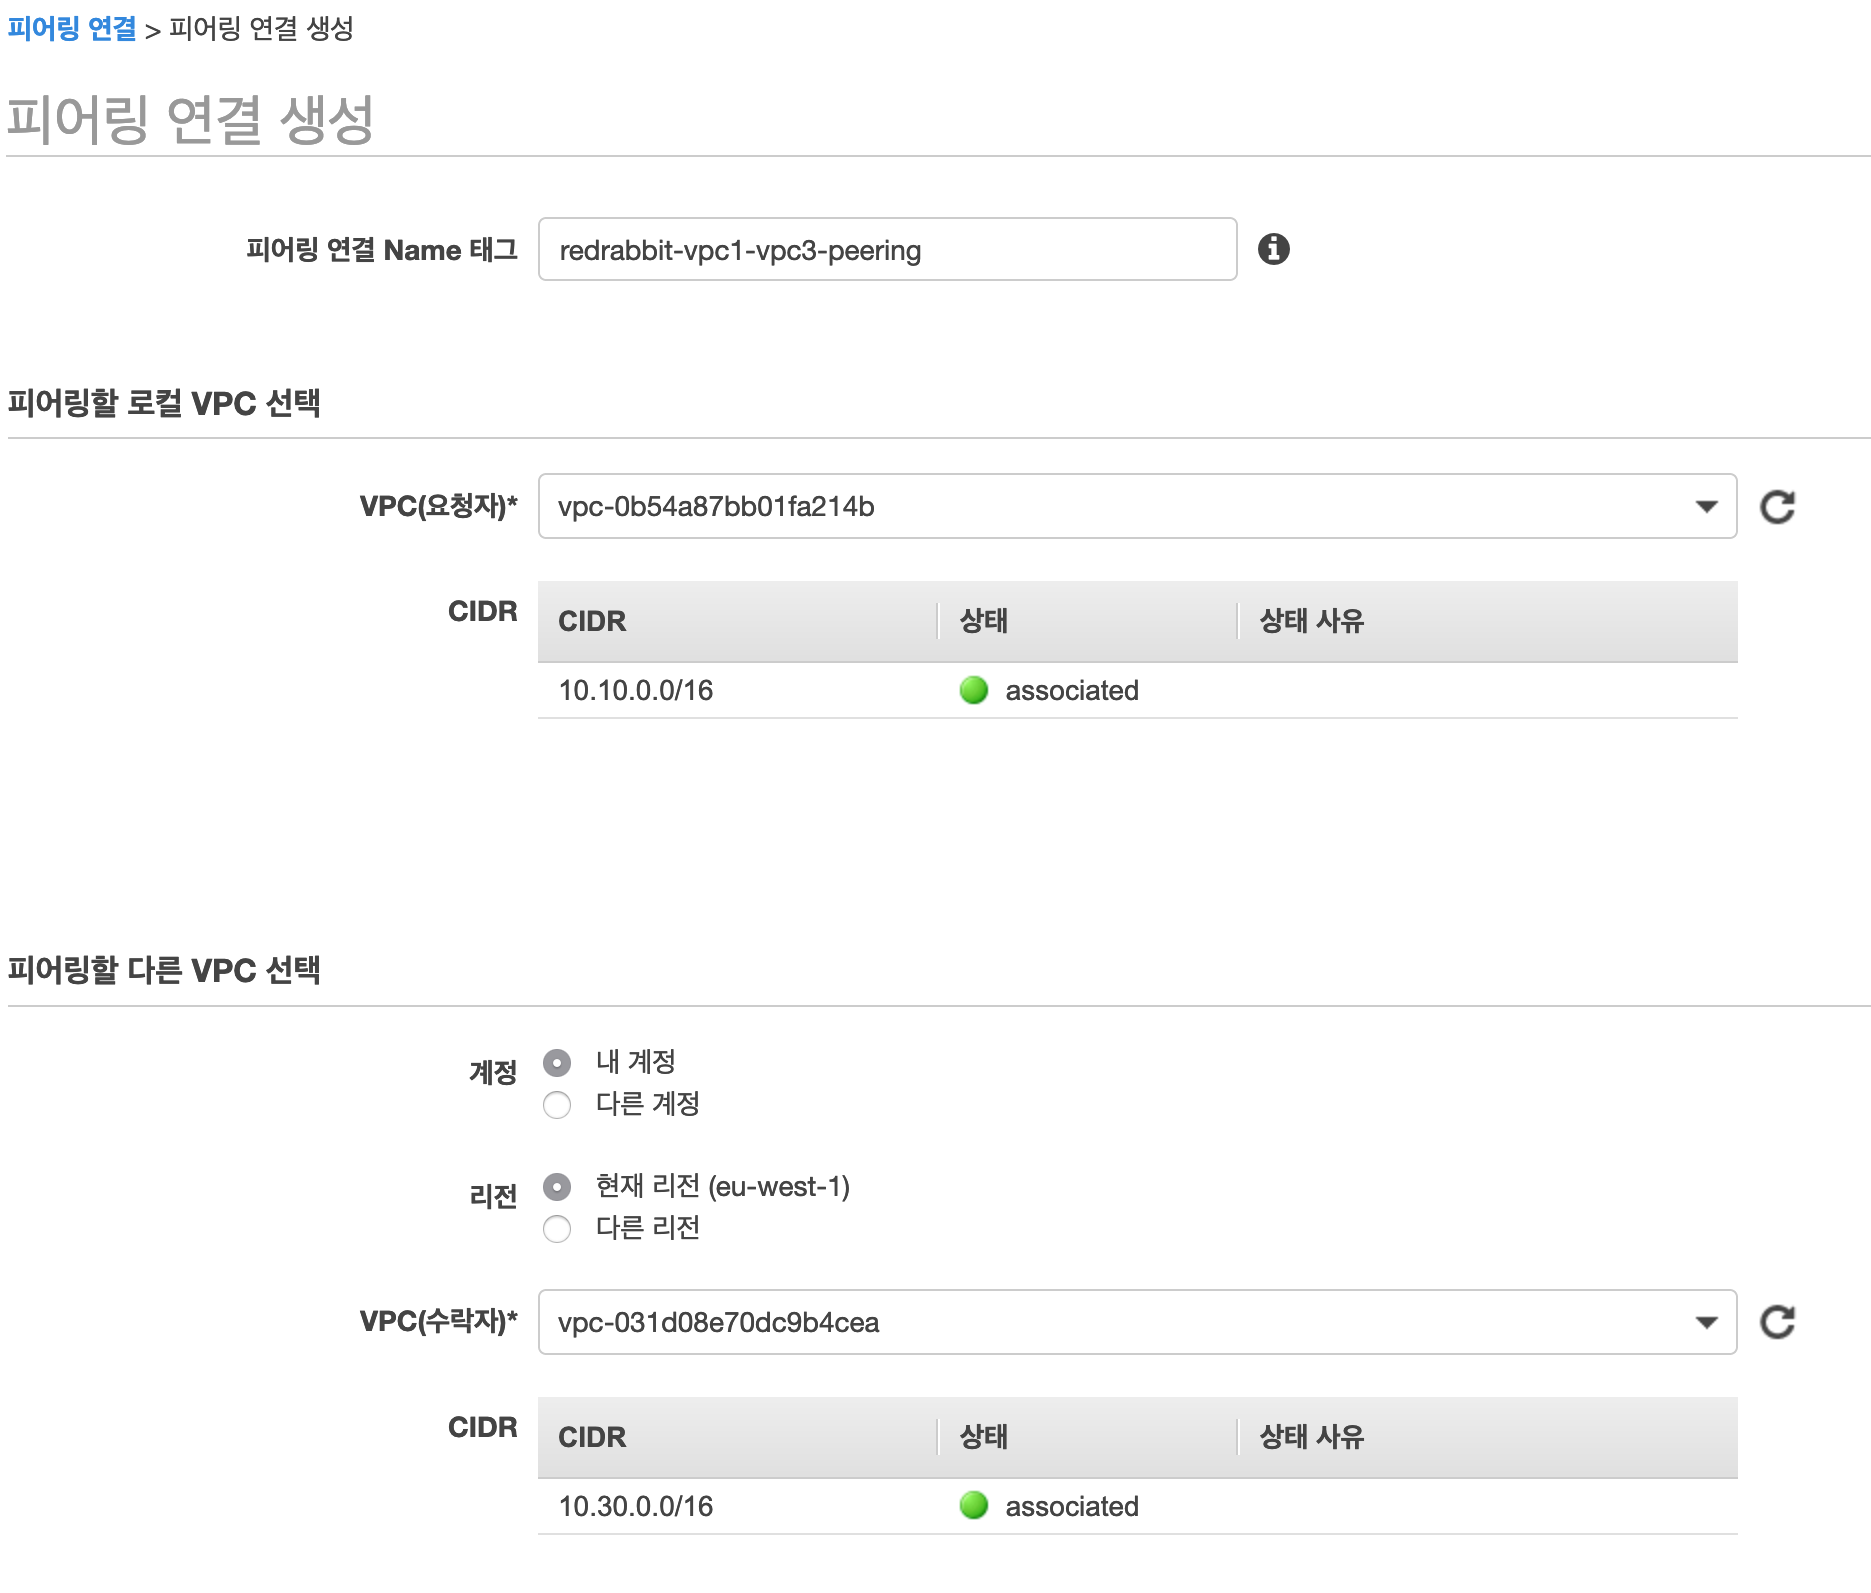 피어링 연결 > 피어링 연결 생성
피어링 연결 생성
피어링 연결 Name 태그 redrabbit-vpc1-vpc3-peering
피어링할 로컬 VPC 선택
VPC(요청자)* vpc-0b54a87bb01fa214b
CIDR CIDR 상태 상태 사유
10.10.0.0/16 associated
피어링할 다른 VPC 선택
계정 내 계정
다른 계정
리전 현재 리전 (eu-west-1)
다른 리전
VPC(수락자)* vpc-031d08e70dc9b4cea
CIDR CIDR 상태 상태 사유
10.30.0.0/16 associated